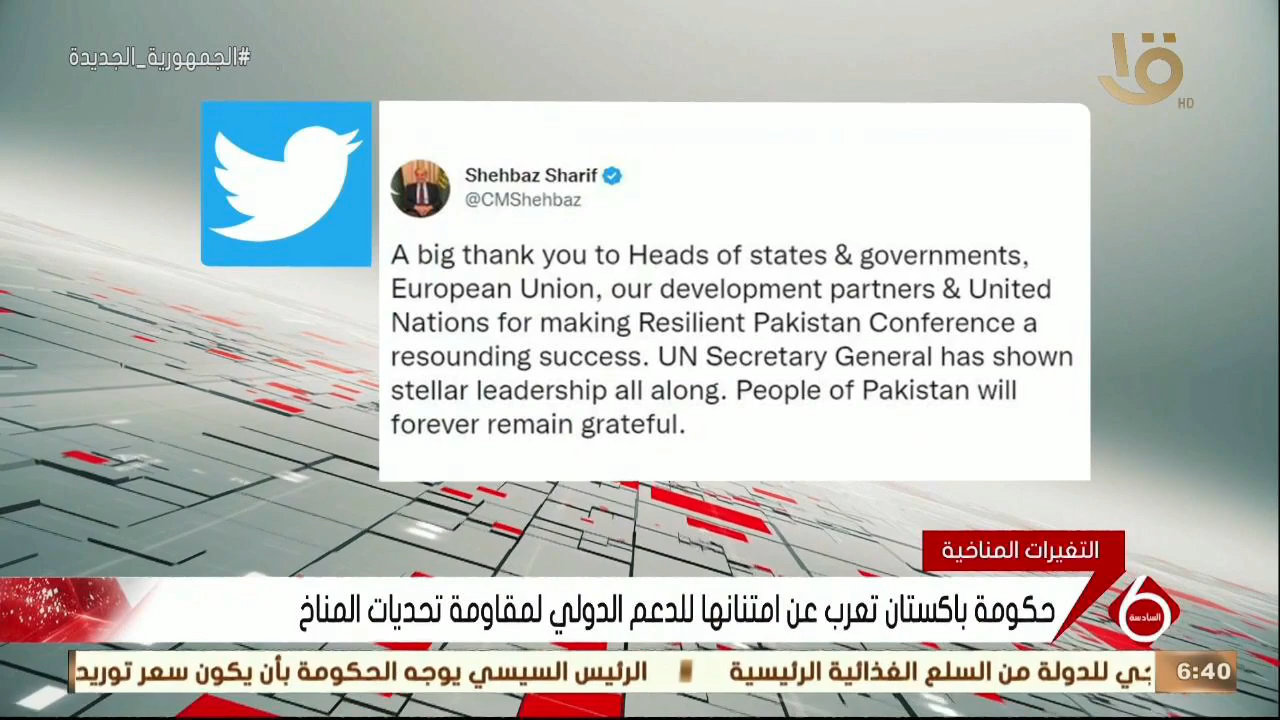 #الجمهورية_الجديدة
HD
Shehbaz Sharif
@CMShehbaz
A big thank you to Heads of states & governments,
European Union, our development partners & United
Nations for making Resilient Pakistan Conference a
resounding success. UN Secretary General has shown
stellar leadership all along. People of Pakistan will
forever remain grateful.
التغيرات المناخية
السادسة
حكومة باكستان تعرب عن امتنانها للدعم الدولي لمقاومة تحديات المناخ
للدولة من السلع الغذائية الرئيسية الرئيس السيسي يوجه الحكومة بأن يكون سعر توريد
6:40